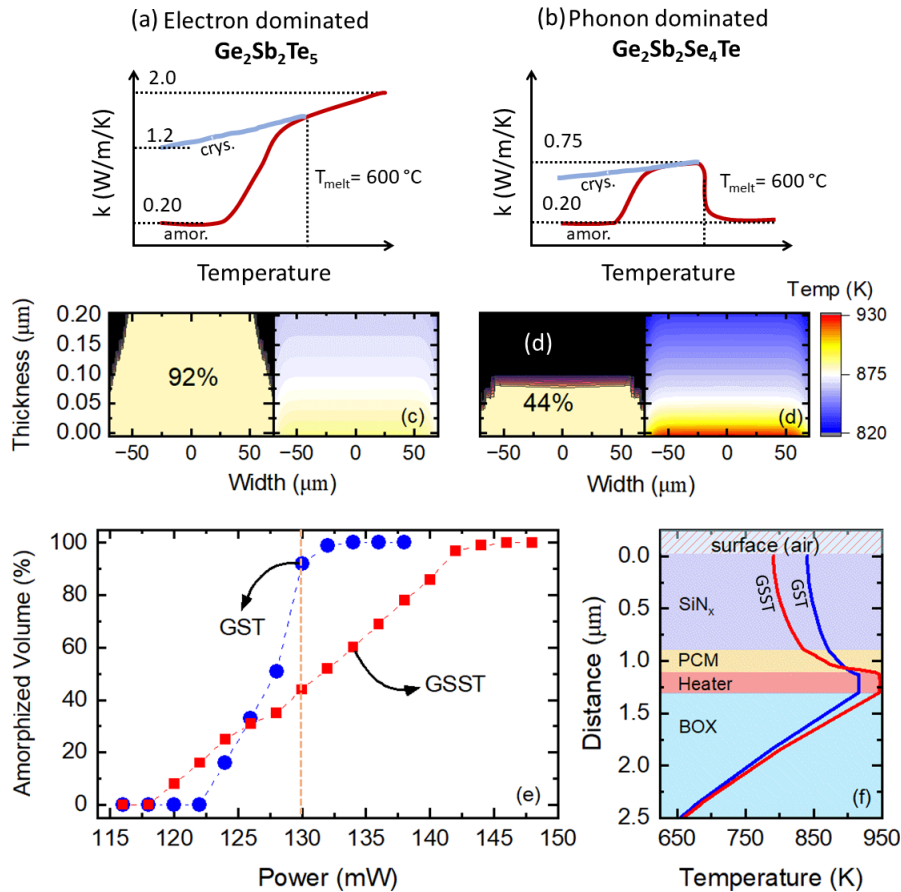 (a) Electron dominated
Ge₂Sb₂Te₅
k (W/m/K)
2.0
1.2
0.20
crys.
amor.
Tmelt= 600 °C
Temperature
(b) Phonon dominated
Ge₂Sb₂Se₄Te
k (W/m/K)
0.75
0.20
crys.
amor.
Tmelt= 600 °C
Temperature
Thickness (μm)
0.20
0.15
0.10
0.05
0.00
92%
(c)
−50 0 50 −50 0 50
Width (μm)
(d)
44%
(d)
−50 0 50 −50 0 50
Width (μm)
Temp (K)
930
875
820
Amorphized Volume (%)
100
80
60
40
20
0
GST
GSST
(e)
115 120 125 130 135 140 145 150
Power (mW)
Distance (μm)
0.0
0.5
1.0
1.5
2.0
2.5
surface (air)
SiNx
GSST
GST
PCM
Heater
BOX
(f)
650 750 850 950
Temperature (K)